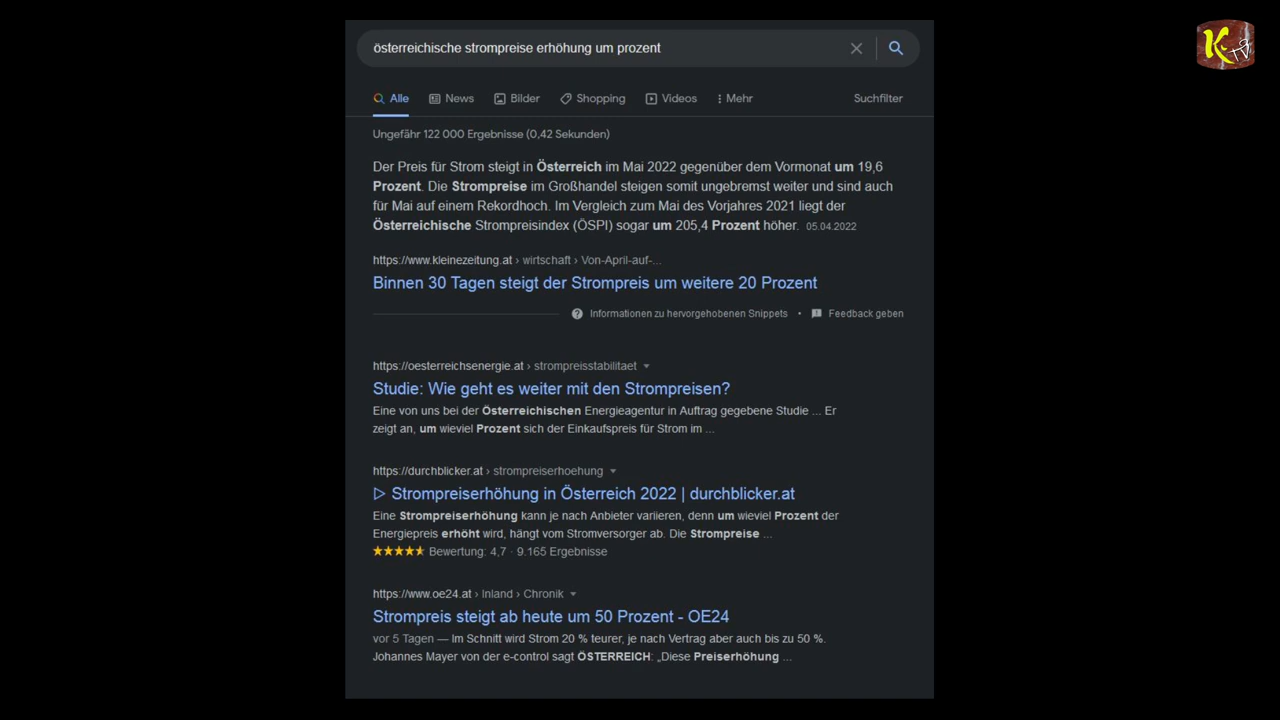 österreichische strompreise erhöhung um prozent
K TV
Alle News Bilder Shopping Videos Mehr Suchfilter
Ungefähr 122 000 Ergebnisse (0,42 Sekunden)
Der Preis für Strom steigt in Österreich im Mai 2022 gegenüber dem Vormonat um 19,6
Prozent. Die Strompreise im Großhandel steigen somit ungebremst weiter und sind auch
für Mai auf einem Rekordhoch. Im Vergleich zum Mai des Vorjahres 2021 liegt der
Österreichische Strompreisindex (ÖSPI) sogar um 205,4 Prozent höher. 05.04.2022
https://www.kleinezeitung.at › wirtschaft › Von-April-auf-...
Binnen 30 Tagen steigt der Strompreis um weitere 20 Prozent
Informationen zu hervorgehobenen Snippets • Feedback geben
https://oesterreichsenergie.at › strompreisstabilitaet
Studie: Wie geht es weiter mit den Strompreisen?
Eine von uns bei der Österreichischen Energieagentur in Auftrag gegebene Studie ... Er
zeigt an, um wieviel Prozent sich der Einkaufspreis für Strom im ...
https://durchblicker.at › strompreiserhoehung
▷ Strompreiserhöhung in Österreich 2022 | durchblicker.at
Eine Strompreiserhöhung kann je nach Anbieter variieren, denn um wieviel Prozent der
Energiepreis erhöht wird, hängt vom Stromversorger ab. Die Strompreise ...
Bewertung: 4,7 · 9.165 Ergebnisse
https://www.oe24.at › Inland › Chronik
Strompreis steigt ab heute um 50 Prozent - OE24
vor 5 Tagen — Im Schnitt wird Strom 20 % teurer, je nach Vertrag aber auch bis zu 50 %.
Johannes Mayer von der e-control sagt ÖSTERREICH: „Diese Preiserhöhung ...